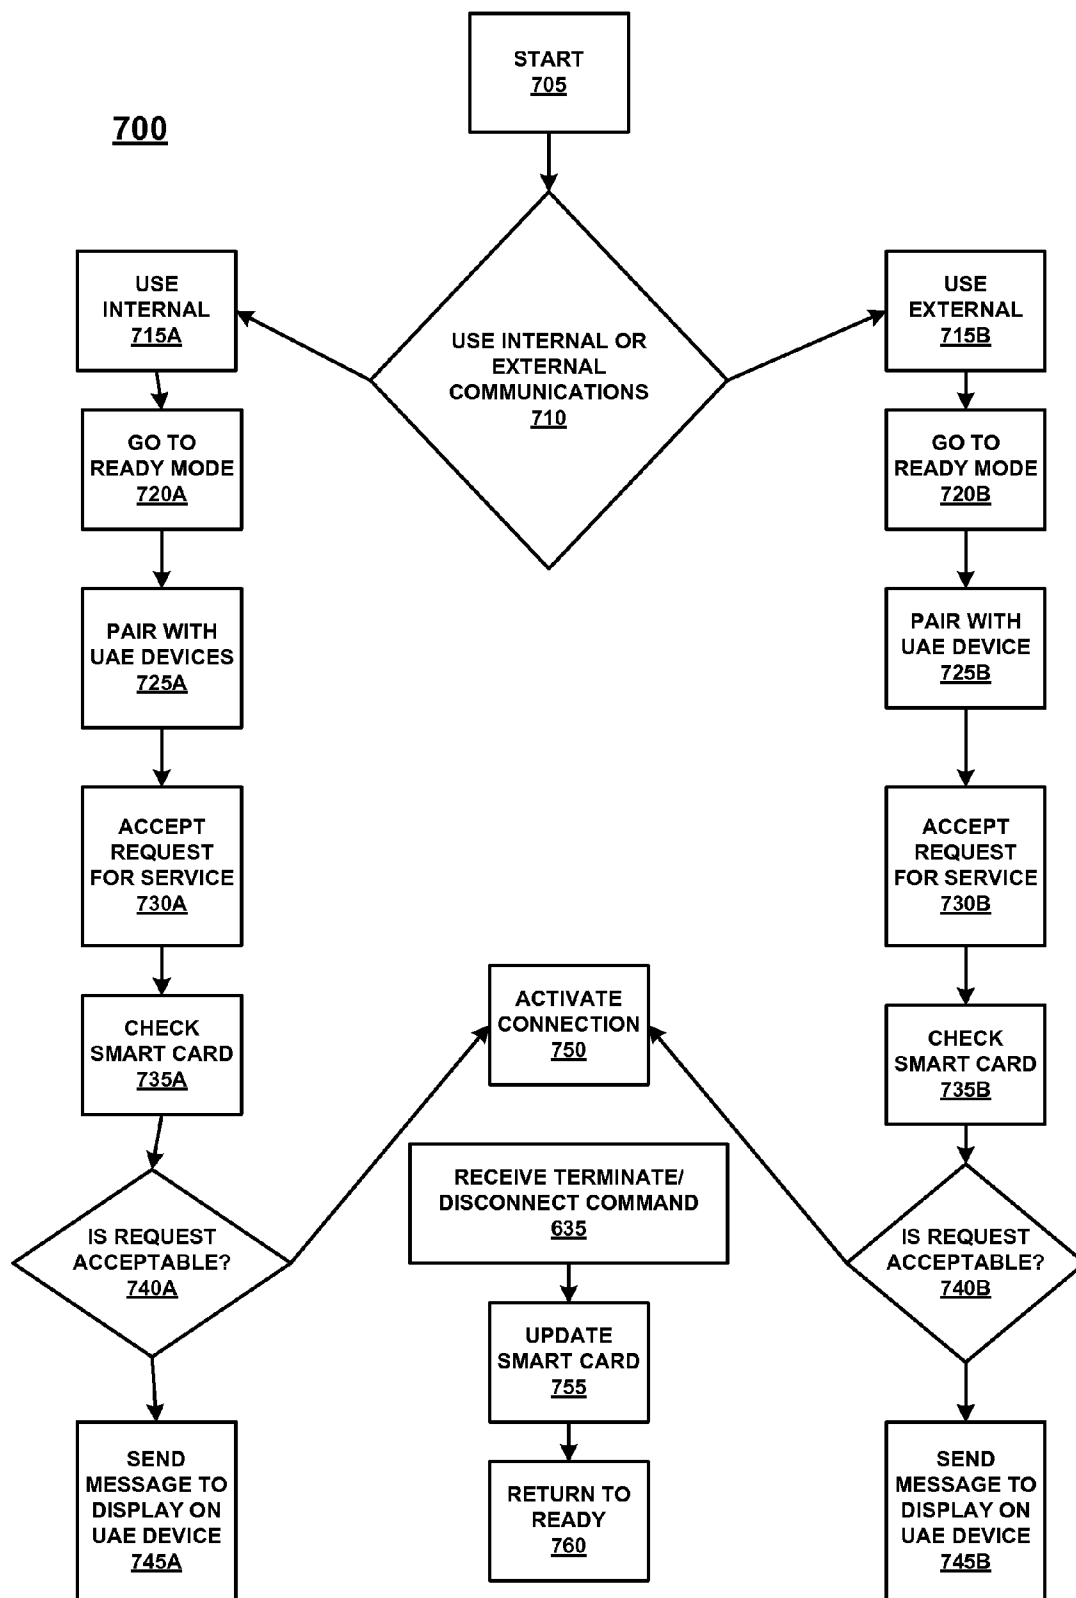 START
705
700
USE INTERNAL OR
EXTERNAL
COMMUNICATIONS
710
USE
INTERNAL
715A
GO TO
READY MODE
720A
PAIR WITH
UAE DEVICES
725A
ACCEPT
REQUEST
FOR SERVICE
730A
CHECK
SMART CARD
735A
IS REQUEST
ACCEPTABLE?
740A
SEND
MESSAGE TO
DISPLAY ON
UAE DEVICE
745A
USE
EXTERNAL
715B
GO TO
READY MODE
720B
PAIR WITH
UAE DEVICE
725B
ACCEPT
REQUEST
FOR SERVICE
730B
CHECK
SMART CARD
735B
IS REQUEST
ACCEPTABLE?
740B
SEND
MESSAGE TO
DISPLAY ON
UAE DEVICE
745B
ACTIVATE
CONNECTION
750
RECEIVE TERMINATE/
DISCONNECT COMMAND
635
UPDATE
SMART CARD
755
RETURN TO
READY
760